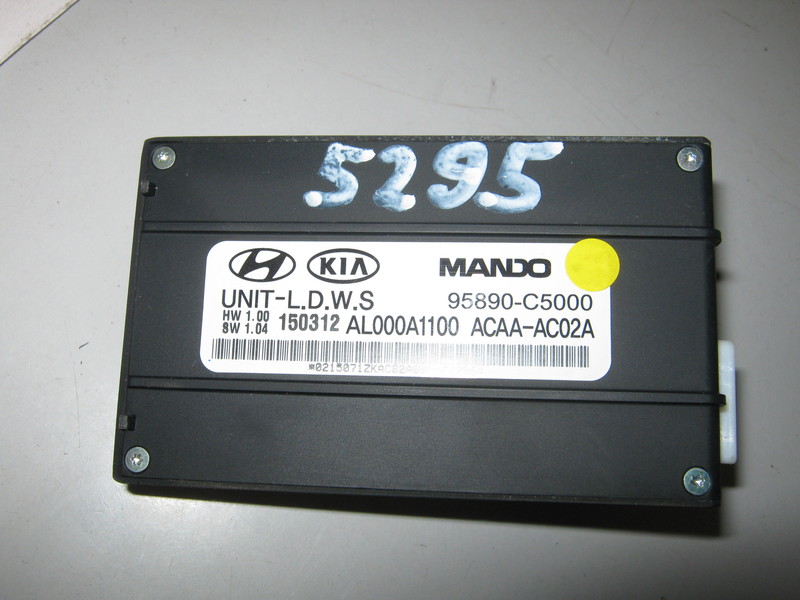 5295
KIA MANDO
UNIT-L.D.W.S 95890-C5000
HW 1.00
SW 1.04 150312 AL000A1100 ACAA-AC02A